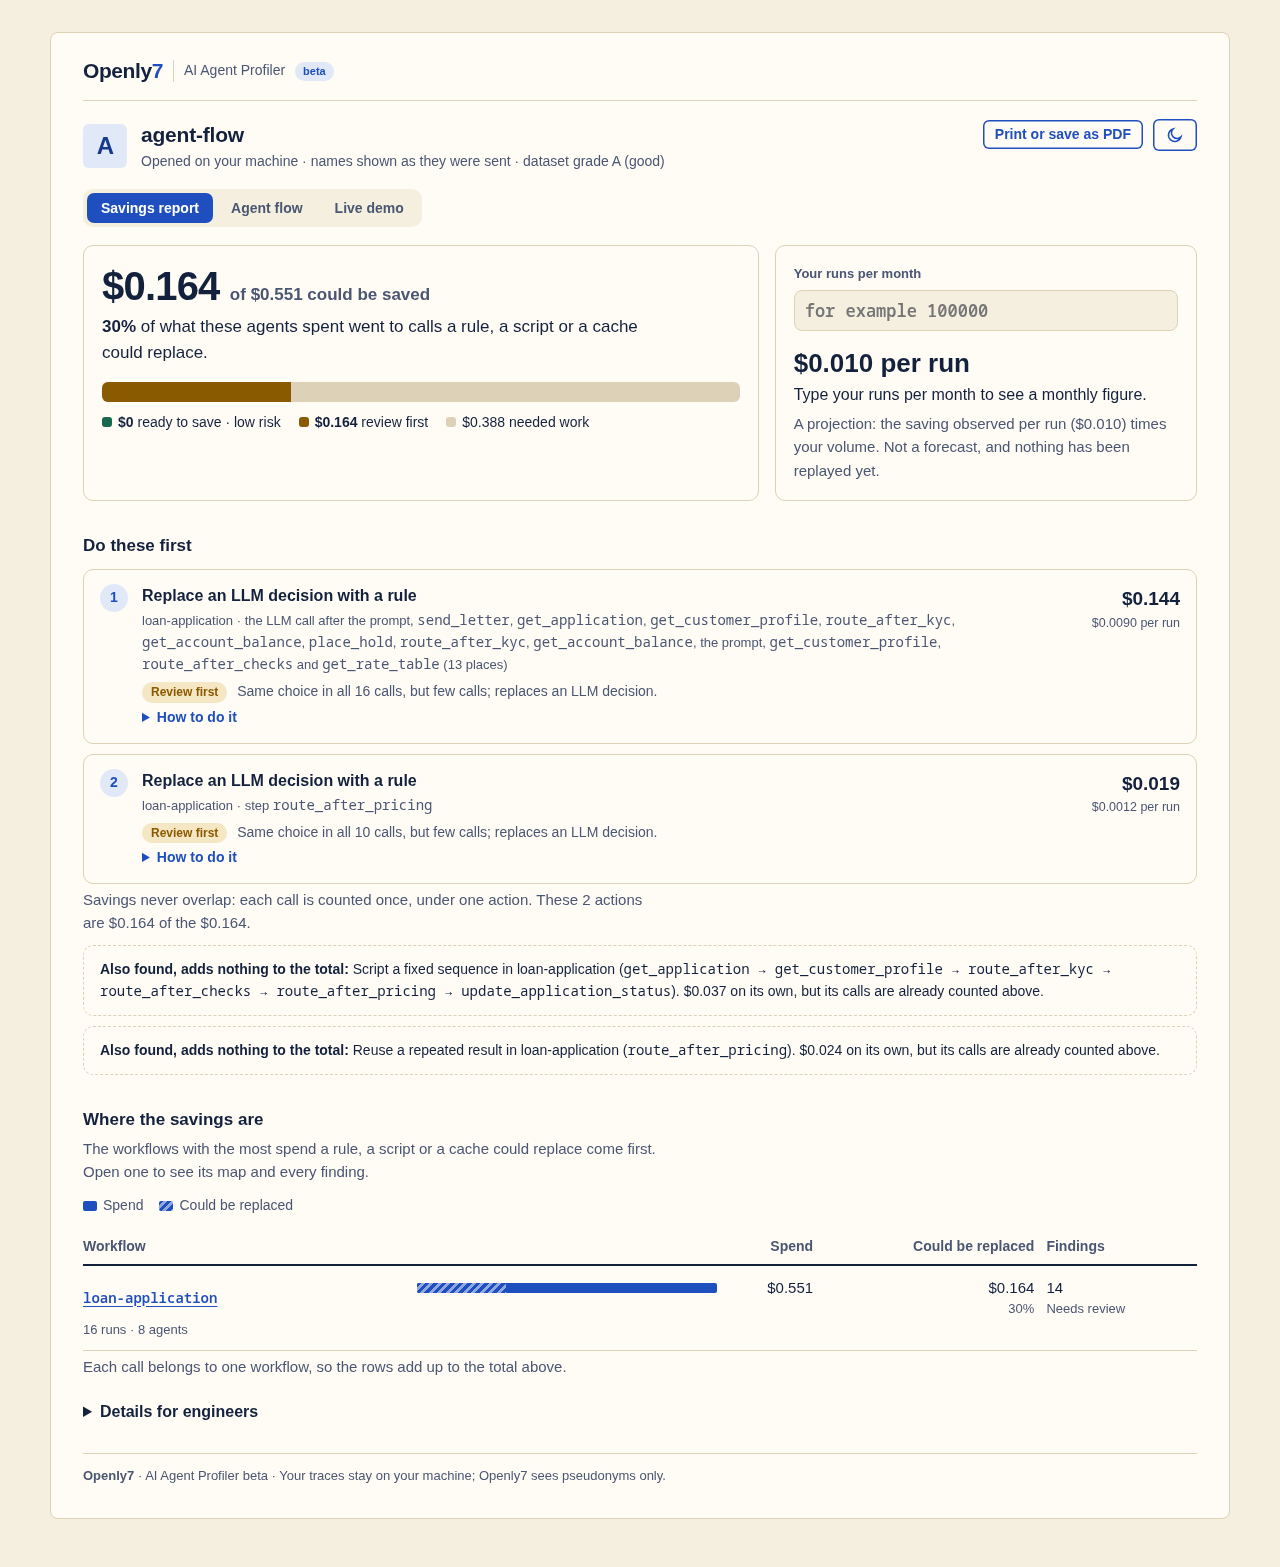 Openly7
AI Agent Profiler
beta
A
agent-flow
Opened on your machine · names shown as they were sent · dataset grade A (good)
Print or save as PDF
Savings report
Agent flow
Live demo
$0.164 of $0.551 could be saved
30% of what these agents spent went to calls a rule, a script or a cache
could replace.
$0 ready to save · low risk
$0.164 review first
$0.388 needed work
Your runs per month
for example 100000
$0.010 per run
Type your runs per month to see a monthly figure.
A projection: the saving observed per run ($0.010) times
your volume. Not a forecast, and nothing has been
replayed yet.
Do these first
1
Replace an LLM decision with a rule
loan-application · the LLM call after the prompt, send_letter, get_application, get_customer_profile, route_after_kyc,
get_account_balance, place_hold, route_after_kyc, get_account_balance, the prompt, get_customer_profile,
route_after_checks and get_rate_table (13 places)
Review first Same choice in all 16 calls, but few calls; replaces an LLM decision.
How to do it
$0.144
$0.0090 per run
2
Replace an LLM decision with a rule
loan-application · step route_after_pricing
Review first Same choice in all 10 calls, but few calls; replaces an LLM decision.
How to do it
$0.019
$0.0012 per run
Savings never overlap: each call is counted once, under one action. These 2 actions
are $0.164 of the $0.164.
Also found, adds nothing to the total: Script a fixed sequence in loan-application (get_application → get_customer_profile → route_after_kyc →
route_after_checks → route_after_pricing → update_application_status). $0.037 on its own, but its calls are already counted above.
Also found, adds nothing to the total: Reuse a repeated result in loan-application (route_after_pricing). $0.024 on its own, but its calls are already counted above.
Where the savings are
The workflows with the most spend a rule, a script or a cache could replace come first.
Open one to see its map and every finding.
Spend
Could be replaced
Workflow
Spend
Could be replaced
Findings
loan-application
16 runs · 8 agents
$0.551
$0.164
30%
14
Needs review
Each call belongs to one workflow, so the rows add up to the total above.
Details for engineers
Openly7 · AI Agent Profiler beta · Your traces stay on your machine; Openly7 sees pseudonyms only.